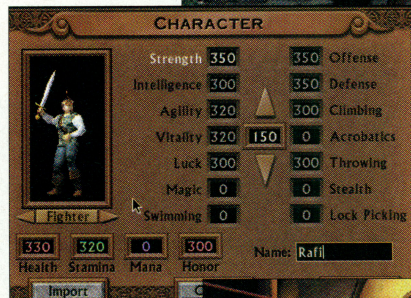 CHARACTER
Strength 350 350 Offense
Intelligence 300 350 Defense
Agility 320 300 Climbing
Vitality 320 150 0 Acrobatics
Luck 300 300 Throwing
Magic 0 0 Stealth
Swimming 0 0 Lock Picking
Fighter
330 320 0 300
Health Stamina Mana Honor
Name: Rafi
Import